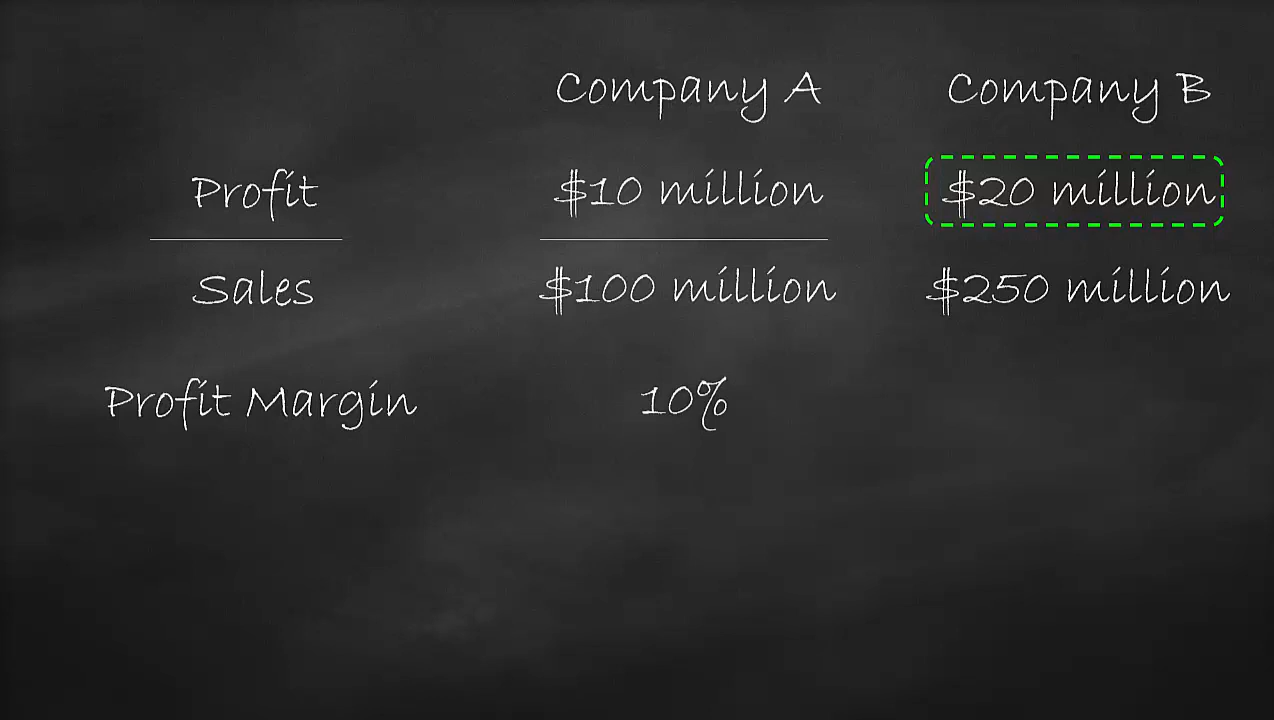 Company A Company B
Profit $10 million $20 million
Sales $100 million $250 million
Profit Margin 10%